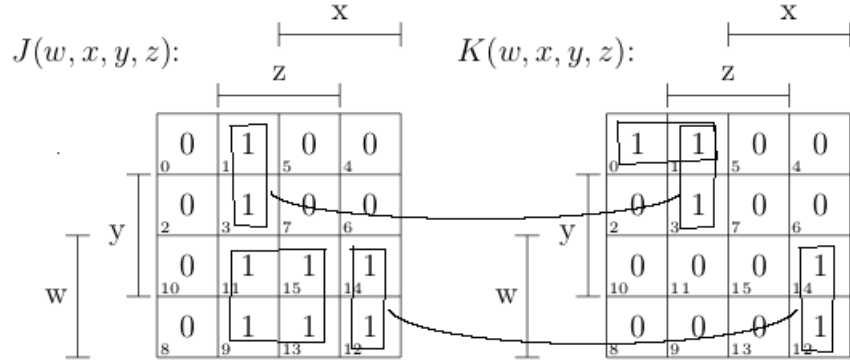 x x
J(w, x, y, z): K(w, x, y, z):
z z
0 1 0 0 1 1 0 0
0 1 5 4 0 1 5 4
0 1 0 0 0 1 0 0
2 3 7 6 2 3 7 6
y y
0 1 1 1 0 0 0 1
10 11 15 14 10 11 15 14
w w
0 1 1 1 0 0 0 1
8 9 13 12 8 9 13 12